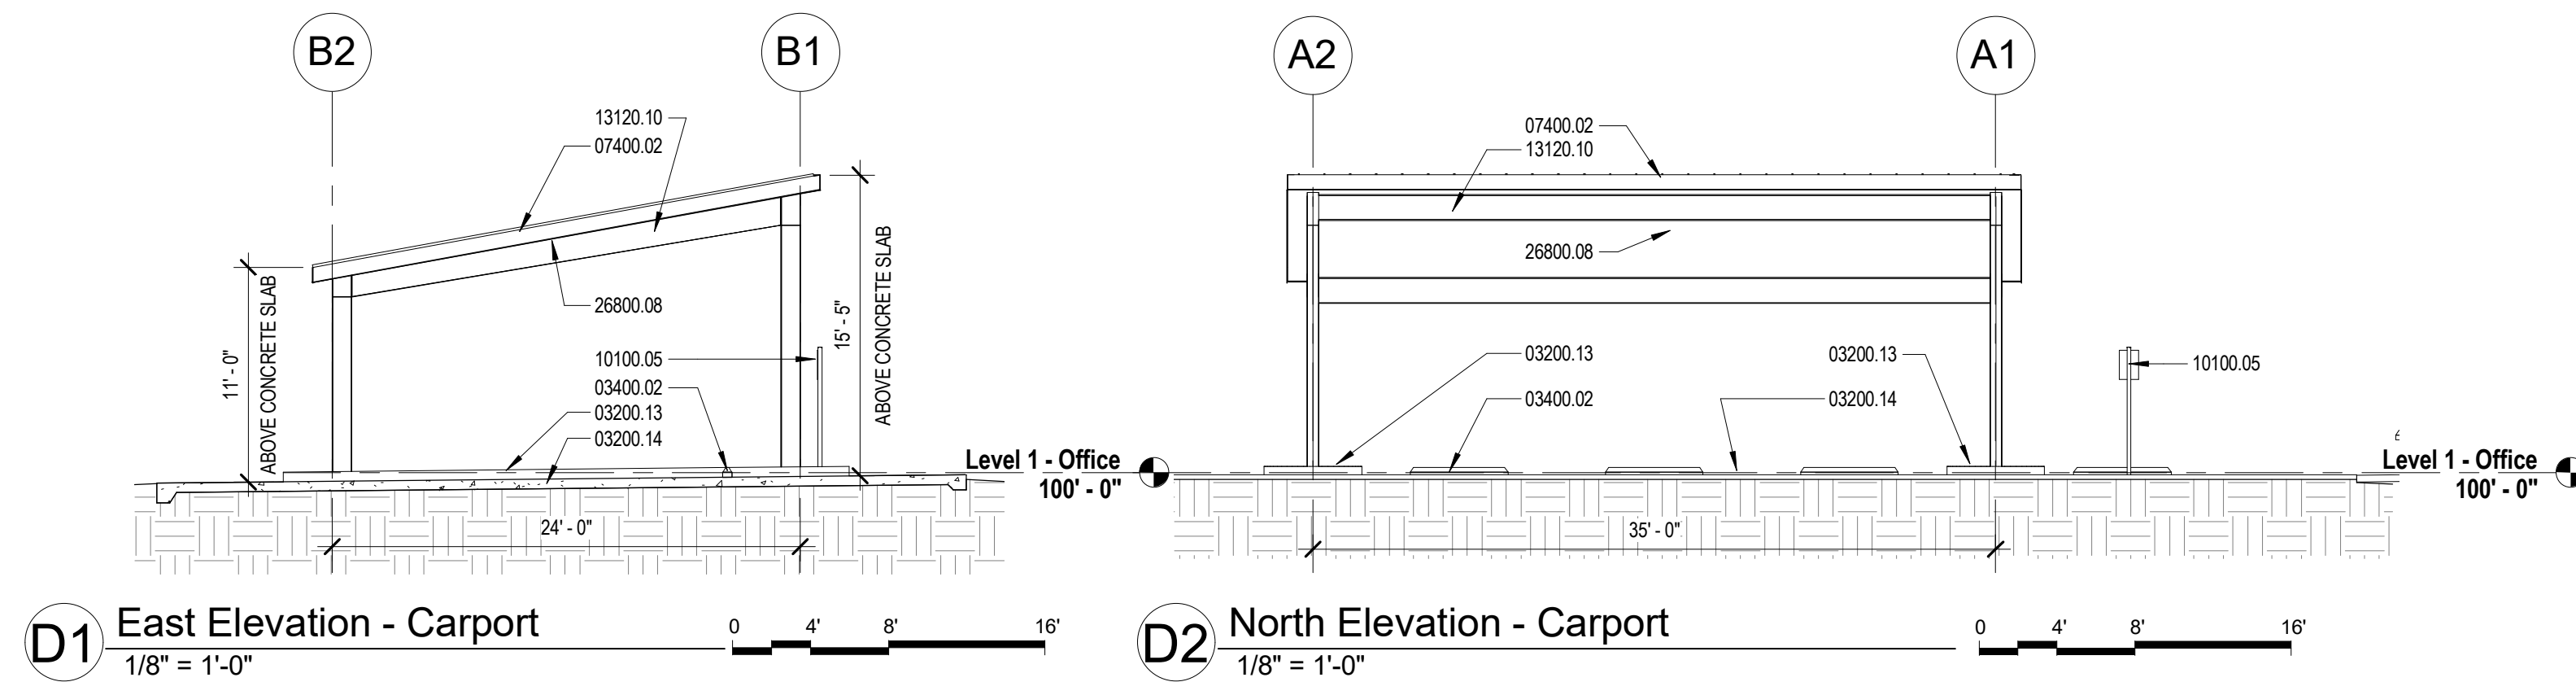 B2
B1
13120.10
07400.02
26800.08
10100.05
03400.02
03200.13
03200.14
11' - 0"
ABOVE CONCRETE SLAB
15' - 5"
ABOVE CONCRETE SLAB
24' - 0"
Level 1 - Office
100' - 0"
D1
East Elevation - Carport
1/8" = 1'-0"
0 4' 8' 16'
A2
A1
07400.02
13120.10
26800.08
03200.13
03400.02
03200.13
03200.14
10100.05
35' - 0"
Level 1 - Office
100' - 0"
D2
North Elevation - Carport
1/8" = 1'-0"
0 4' 8' 16'